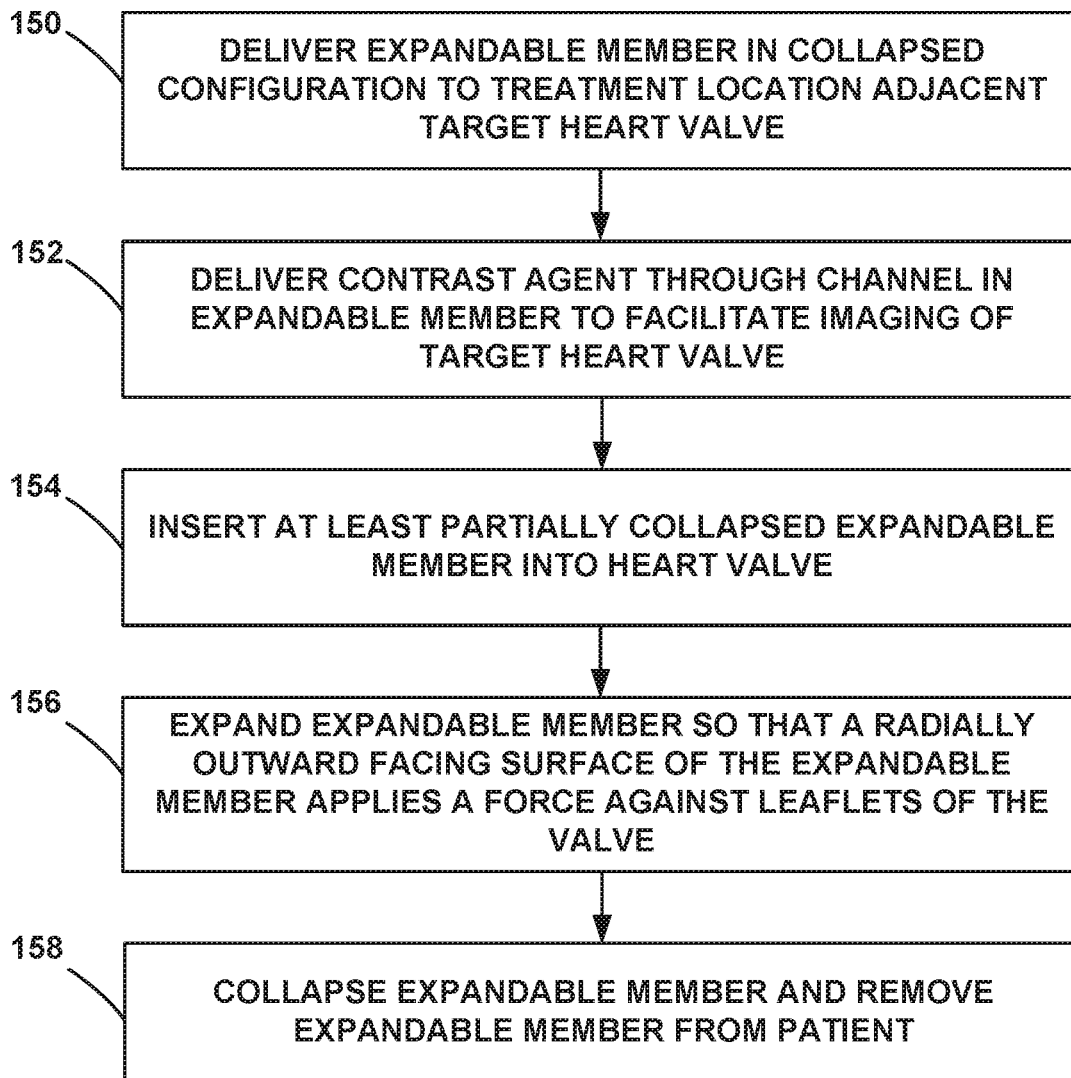 150
DELIVER EXPANDABLE MEMBER IN COLLAPSED
CONFIGURATION TO TREATMENT LOCATION ADJACENT
TARGET HEART VALVE
152
DELIVER CONTRAST AGENT THROUGH CHANNEL IN
EXPANDABLE MEMBER TO FACILITATE IMAGING OF
TARGET HEART VALVE
154
INSERT AT LEAST PARTIALLY COLLAPSED EXPANDABLE
MEMBER INTO HEART VALVE
156
EXPAND EXPANDABLE MEMBER SO THAT A RADIALLY
OUTWARD FACING SURFACE OF THE EXPANDABLE
MEMBER APPLIES A FORCE AGAINST LEAFLETS OF THE
VALVE
158
COLLAPSE EXPANDABLE MEMBER AND REMOVE
EXPANDABLE MEMBER FROM PATIENT